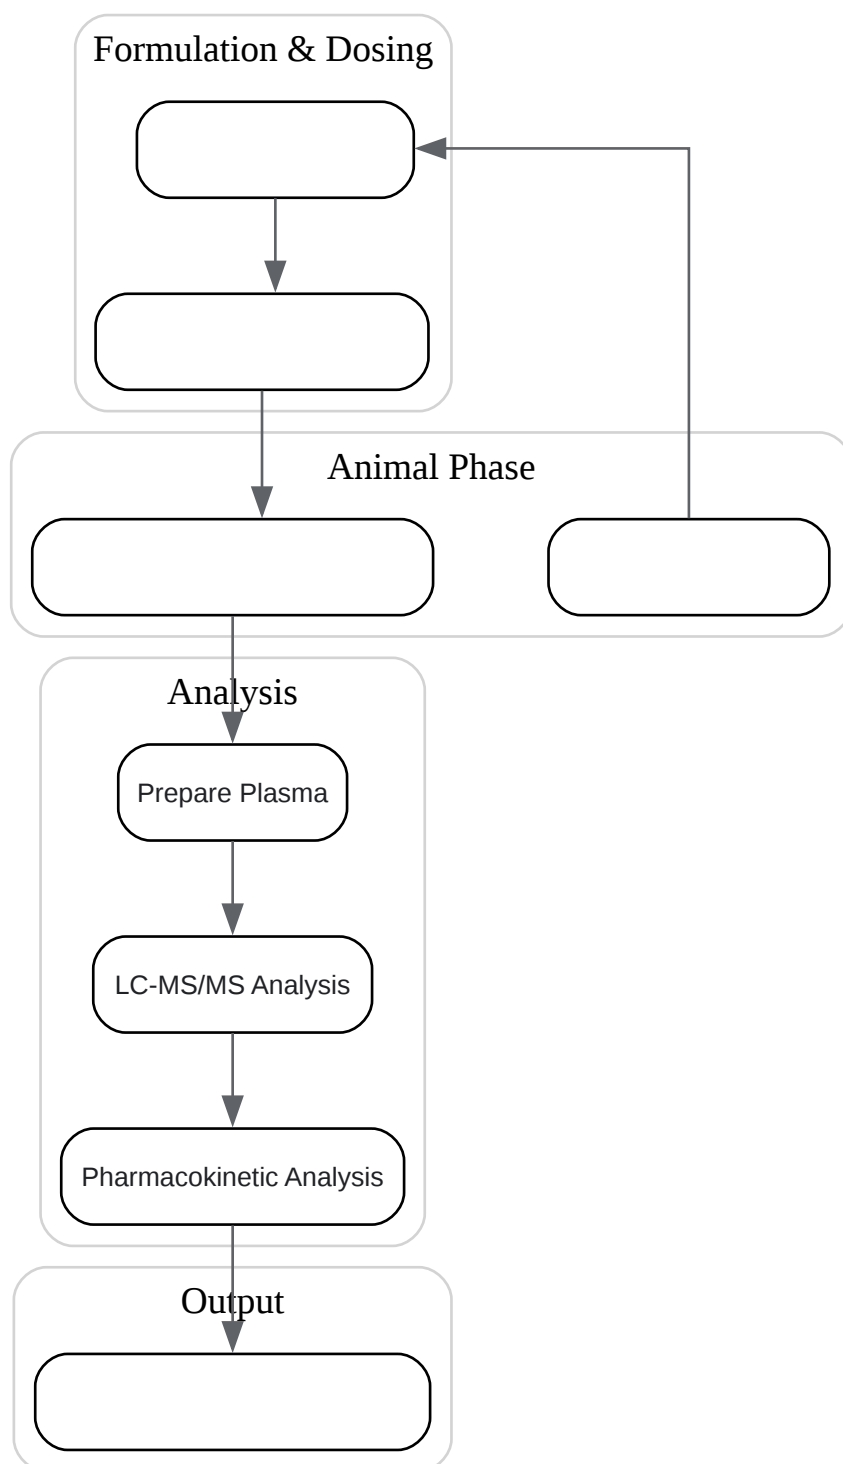 Formulation & Dosing
Animal Phase
Analysis
Prepare Plasma
LC-MS/MS Analysis
Pharmacokinetic Analysis
Output